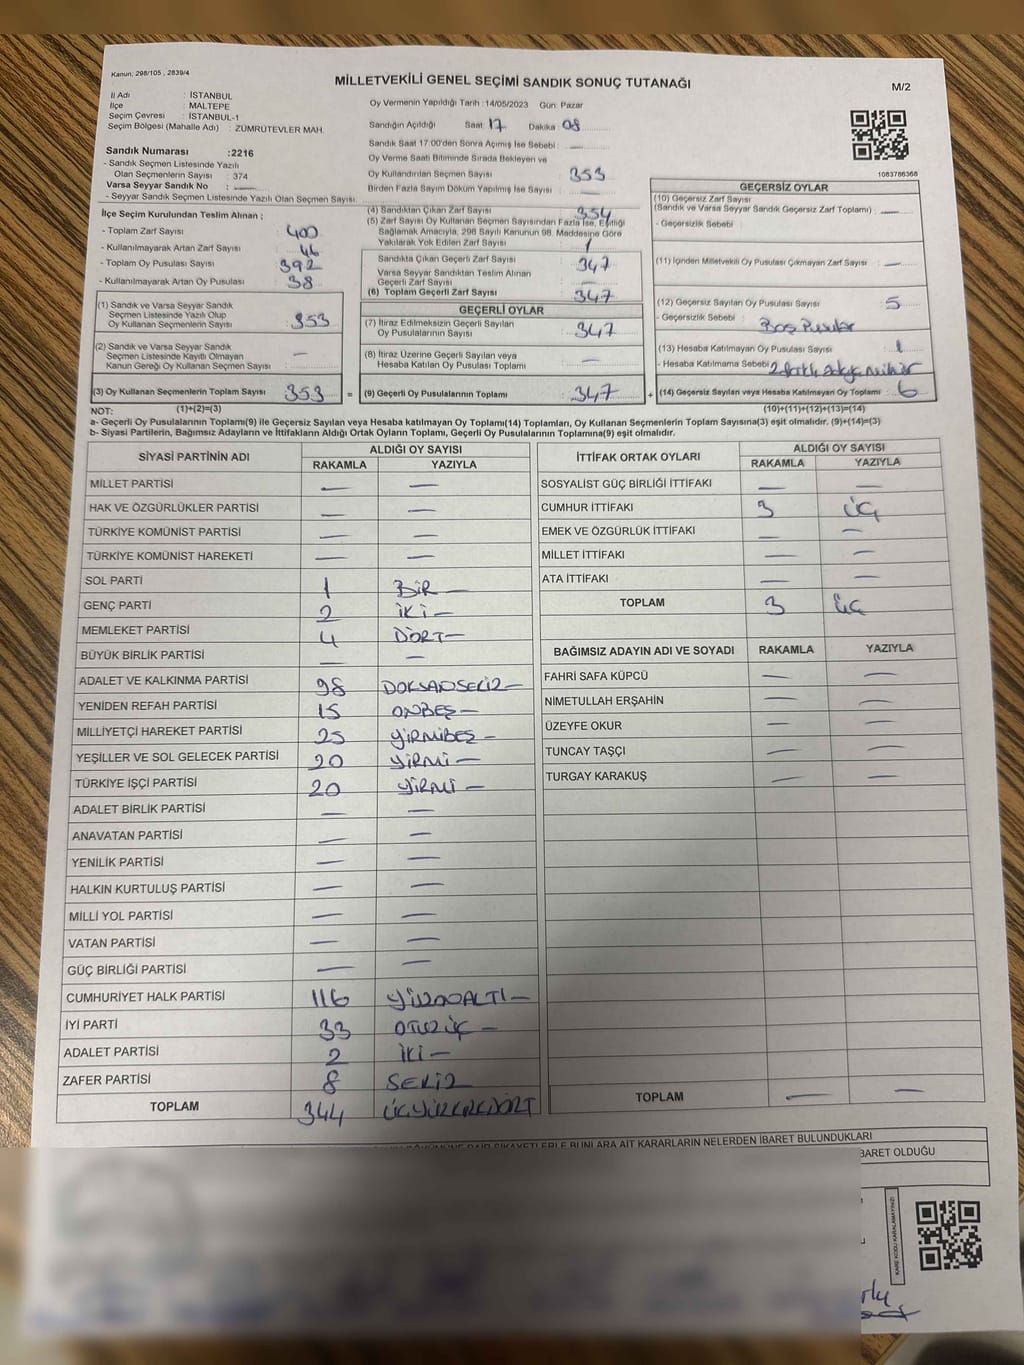 Kanun: 298/105 , 2839/4
MİLLETVEKİLİ GENEL SEÇİMİ SANDIK SONUÇ TUTANAĞI
M/2
İl Adı : İSTANBUL
İlçe : MALTEPE
Seçim Çevresi : İSTANBUL-1
Seçim Bölgesi (Mahalle Adı) : ZÜMRÜTEVLER MAH.
Sandık Numarası :2216
- Sandık Seçmen Listesinde Yazılı
Olan Seçmenlerin Sayısı : 374
Varsa Seyyar Sandık No : —
- Seyyar Sandık Seçmen Listesinde Yazılı Olan Seçmen Sayısı:
İlçe Seçim Kurulundan Teslim Alınan ;
- Toplam Zarf Sayısı : 400
- Kullanılmayarak Artan Zarf Sayısı : 46
- Toplam Oy Pusulası Sayısı : 392
- Kullanılmayarak Artan Oy Pusulası : 38
(1) Sandık ve Varsa Seyyar Sandık
Seçmen Listesinde Yazılı Olup
Oy Kullanan Seçmenlerin Sayısı : 353
(2) Sandık ve Varsa Seyyar Sandık
Seçmen Listesinde Kayıtlı Olmayan
Kanun Gereği Oy Kullanan Seçmen Sayısı : —
(3) Oy Kullanan Seçmenlerin Toplam Sayısı : 353 =
Oy Vermenin Yapıldığı Tarih :14/05/2023 Gün: Pazar
Sandığın Açıldığı Saat: 17 Dakika: 08
Sandık Saat 17:00'den Sonra Açılmış İse Sebebi : —
Oy Verme Saati Bitiminde Sırada Bekleyen ve
Oy Kullandırılan Seçmen Sayısı : 353
Birden Fazla Sayım Döküm Yapılmış İse Sayısı : —
(4) Sandıktan Çıkan Zarf Sayısı : 354
(5) Zarf Sayısı Oy Kullanan Seçmen Sayısından Fazla İse, Eşitliği
Sağlamak Amacıyla, 298 Sayılı Kanunun 98. Maddesine Göre
Yakılarak Yok Edilen Zarf Sayısı : 1
Sandıkta Çıkan Geçerli Zarf Sayısı : 347
Varsa Seyyar Sandıktan Teslim Alınan
Geçerli Zarf Sayısı : —
(6) Toplam Geçerli Zarf Sayısı : 347
GEÇERLİ OYLAR
(7) İtiraz Edilmeksizin Geçerli Sayılan
Oy Pusulalarının Sayısı : 347
(8) İtiraz Üzerine Geçerli Sayılan veya
Hesaba Katılan Oy Pusulası Toplamı : —
(9) Geçerli Oy Pusulalarının Toplamı : 347 +
1083786368
GEÇERSİZ OYLAR
(10) Geçersiz Zarf Sayısı
(Sandık ve Varsa Seyyar Sandık Geçersiz Zarf Toplamı) : —
- Geçersizlik Sebebi :
(11) İçinden Milletvekili Oy Pusulası Çıkmayan Zarf Sayısı : —
(12) Geçersiz Sayılan Oy Pusulası Sayısı : 5
- Geçersizlik Sebebi : Boş Pusular
(13) Hesaba Katılmayan Oy Pusulası Sayısı : 1
- Hesaba Katılmama Sebebi
(14) Geçersiz Sayılan veya Hesaba Katılmayan Oy Toplamı : 6
NOT: (1)+(2)=(3) (10)+(11)+(12)+(13)=(14)
a- Geçerli Oy Pusulalarının Toplamı(9) ile Geçersiz Sayılan veya Hesaba katılmayan Oy Toplamı(14) Toplamları, Oy Kullanan Seçmenlerin Toplam Sayısına(3) eşit olmalıdır. (9)+(14)=(3)
b- Siyasi Partilerin, Bağımsız Adayların ve İttifakların Aldığı Ortak Oyların Toplamı, Geçerli Oy Pusulalarının Toplamına(9) eşit olmalıdır.
SİYASİ PARTİNİN ADI ALDIĞI OY SAYISI
RAKAMLA YAZIYLA
MİLLET PARTİSİ — —
HAK VE ÖZGÜRLÜKLER PARTİSİ — —
TÜRKİYE KOMÜNİST PARTİSİ — —
TÜRKİYE KOMÜNİST HAREKETİ — —
SOL PARTİ 1 BİR —
GENÇ PARTİ 2 İKİ —
MEMLEKET PARTİSİ 4 DÖRT —
BÜYÜK BİRLİK PARTİSİ — —
ADALET VE KALKINMA PARTİSİ 98 DOKSANSEKİZ —
YENİDEN REFAH PARTİSİ 15 ONBEŞ —
MİLLİYETÇİ HAREKET PARTİSİ 25 YİRMİBEŞ —
YEŞİLLER VE SOL GELECEK PARTİSİ 20 YİRMİ —
TÜRKİYE İŞÇİ PARTİSİ 20 YİRMİ —
ADALET BİRLİK PARTİSİ — —
ANAVATAN PARTİSİ — —
YENİLİK PARTİSİ — —
HALKIN KURTULUŞ PARTİSİ — —
MİLLİ YOL PARTİSİ — —
VATAN PARTİSİ — —
GÜÇ BİRLİĞİ PARTİSİ — —
CUMHURİYET HALK PARTİSİ 116 YÜZONALTI —
İYİ PARTİ 33 OTUZÜÇ —
ADALET PARTİSİ 2 İKİ —
ZAFER PARTİSİ 8 SEKİZ
TOPLAM 344 ÜÇYÜZKIRKDÖRT
İTTİFAK ORTAK OYLARI ALDIĞI OY SAYISI
RAKAMLA YAZIYLA
SOSYALİST GÜÇ BİRLİĞİ İTTİFAKI — —
CUMHUR İTTİFAKI 3 ÜÇ
EMEK VE ÖZGÜRLÜK İTTİFAKI — —
MİLLET İTTİFAKI — —
ATA İTTİFAKI — —
TOPLAM 3 ÜÇ
BAĞIMSIZ ADAYIN ADI VE SOYADI RAKAMLA YAZIYLA
FAHRİ SAFA KÜPCÜ — —
NİMETULLAH ERŞAHİN — —
ÜZEYFE OKUR — —
TUNCAY TAŞÇI — —
TURGAY KARAKUŞ — —
TOPLAM — —
ŞİKAYETLERLE BUNLARA AİT KARARLARIN NELERDEN İBARET BULUNDUKLARI
BARET OLDUĞU
KARE KODU KARALAMAYINIZ!